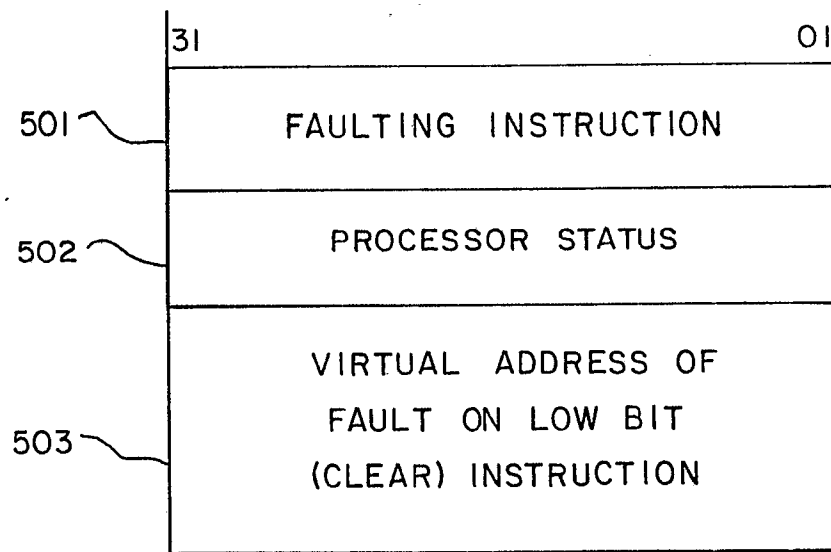 31 01
501 FAULTING INSTRUCTION
502 PROCESSOR STATUS
VIRTUAL ADDRESS OF
FAULT ON LOW BIT
503
(CLEAR) INSTRUCTION